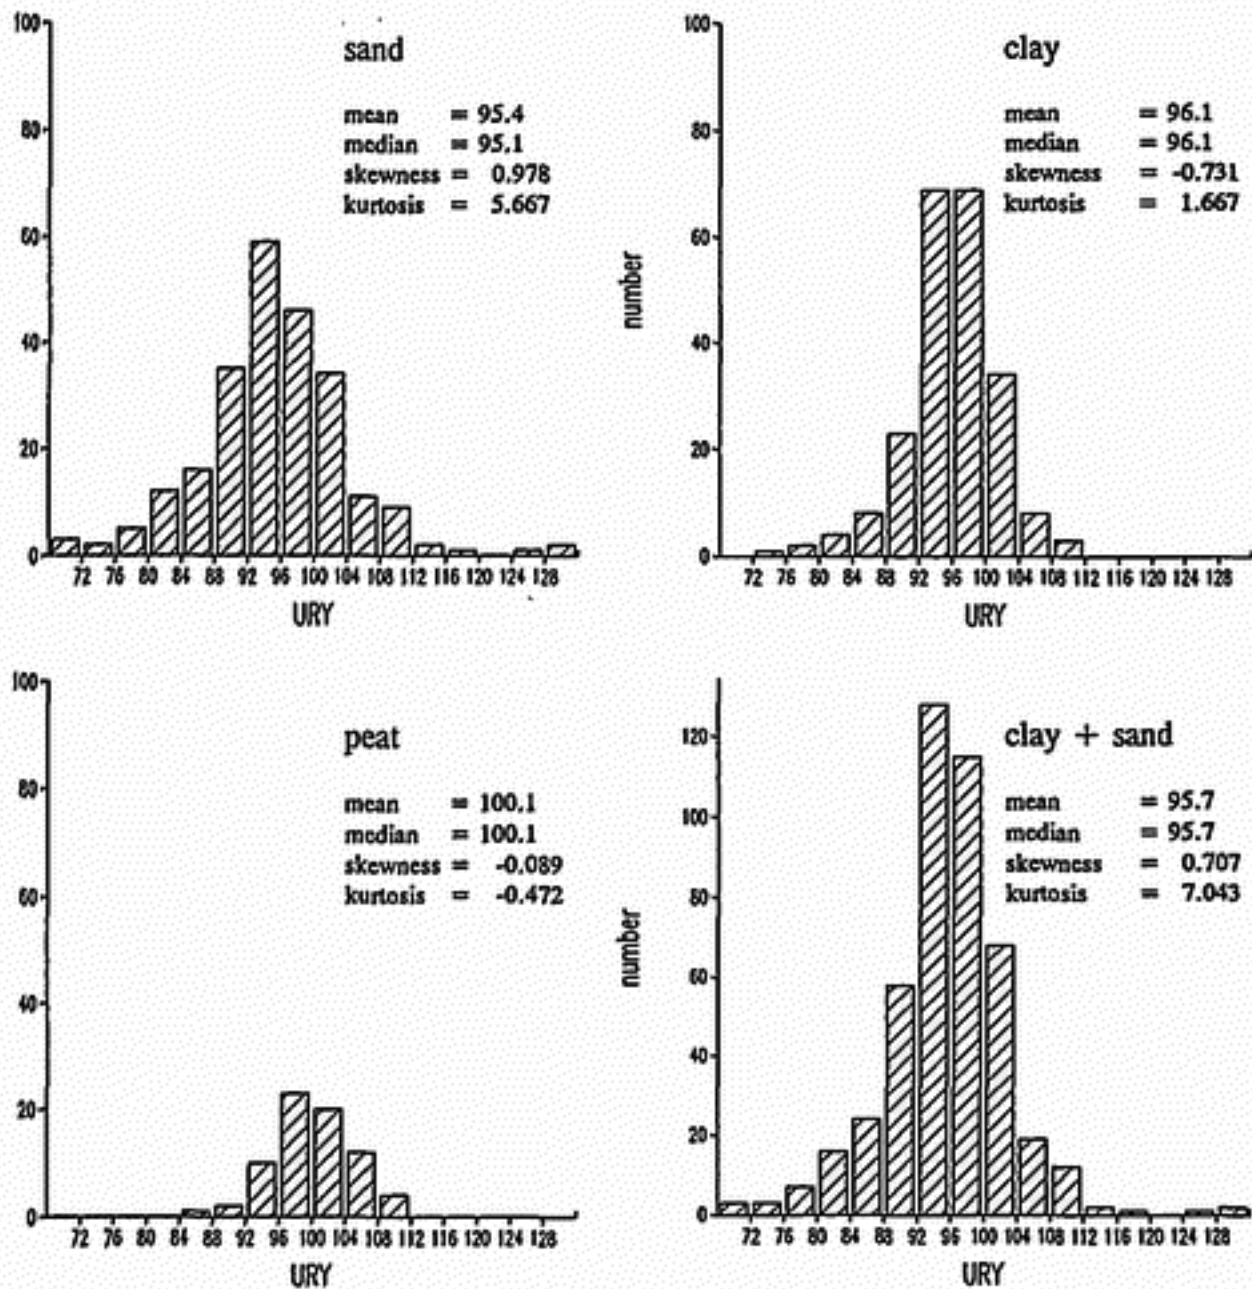 sand
mean = 95.4
median = 95.1
skewness = 0.978
kurtosis = 5.667
100
80
60
40
20
0
72 76 80 84 88 92 96 100 104 108 112 116 120 124 128
URY
clay
mean = 96.1
median = 96.1
skewness = -0.731
kurtosis = 1.667
number
100
80
60
40
20
0
72 76 80 84 88 92 96 100 104 108 112 116 120 124 128
URY
peat
mean = 100.1
median = 100.1
skewness = -0.089
kurtosis = -0.472
100
80
60
40
20
0
72 76 80 84 88 92 96 100 104 108 112 116 120 124 128
URY
clay + sand
mean = 95.7
median = 95.7
skewness = 0.707
kurtosis = 7.043
number
120
100
80
60
40
20
0
72 76 80 84 88 92 96 100 104 108 112 116 120 124 128
URY